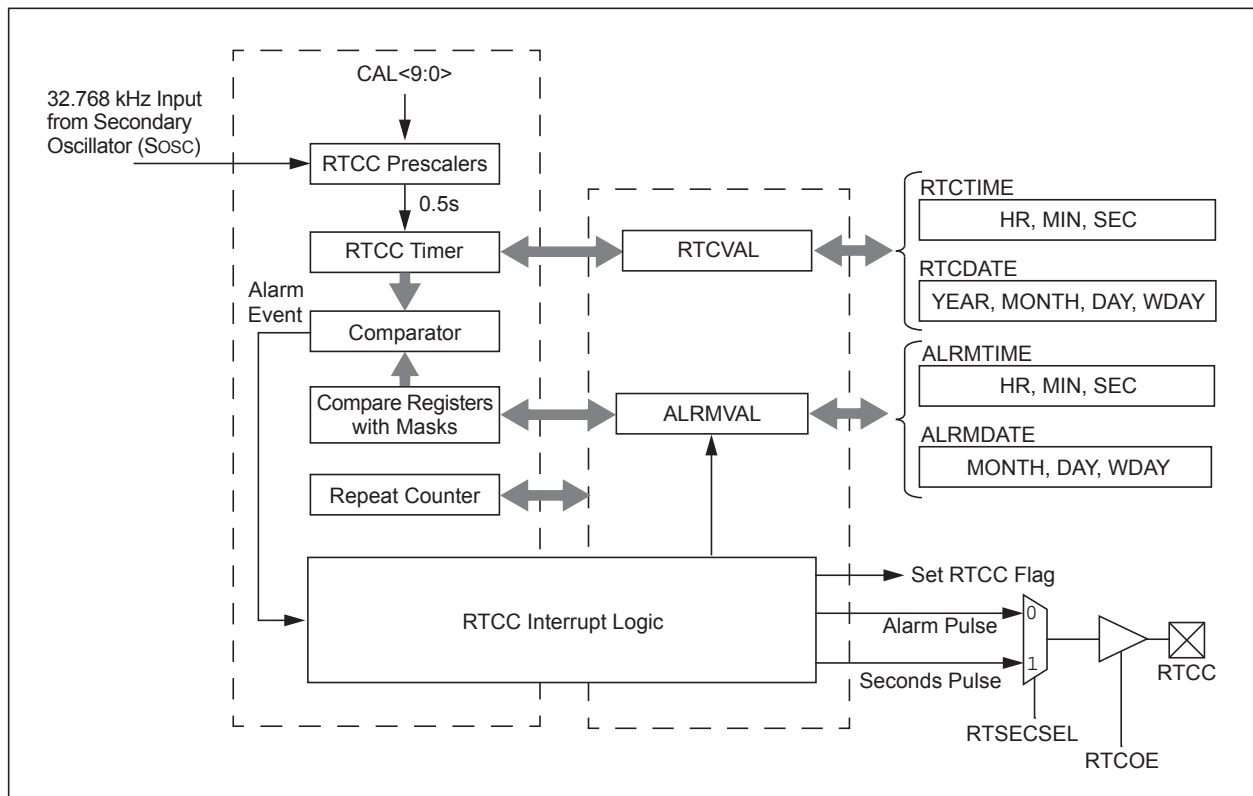 CAL<9:0>
32.768 kHz Input
from Secondary
Oscillator (SOSC)
RTCC Prescalers
0.5s
RTCC Timer
RTCVAL
RTCTIME
HR, MIN, SEC
RTCDATE
YEAR, MONTH, DAY, WDAY
Alarm
Event
Comparator
Compare Registers
with Masks
ALRMVAL
ALRMTIME
HR, MIN, SEC
ALRMDATE
MONTH, DAY, WDAY
Repeat Counter
RTCC Interrupt Logic
Set RTCC Flag
Alarm Pulse
0
1
Seconds Pulse
RTCC
RTSECSEL
RTCOE